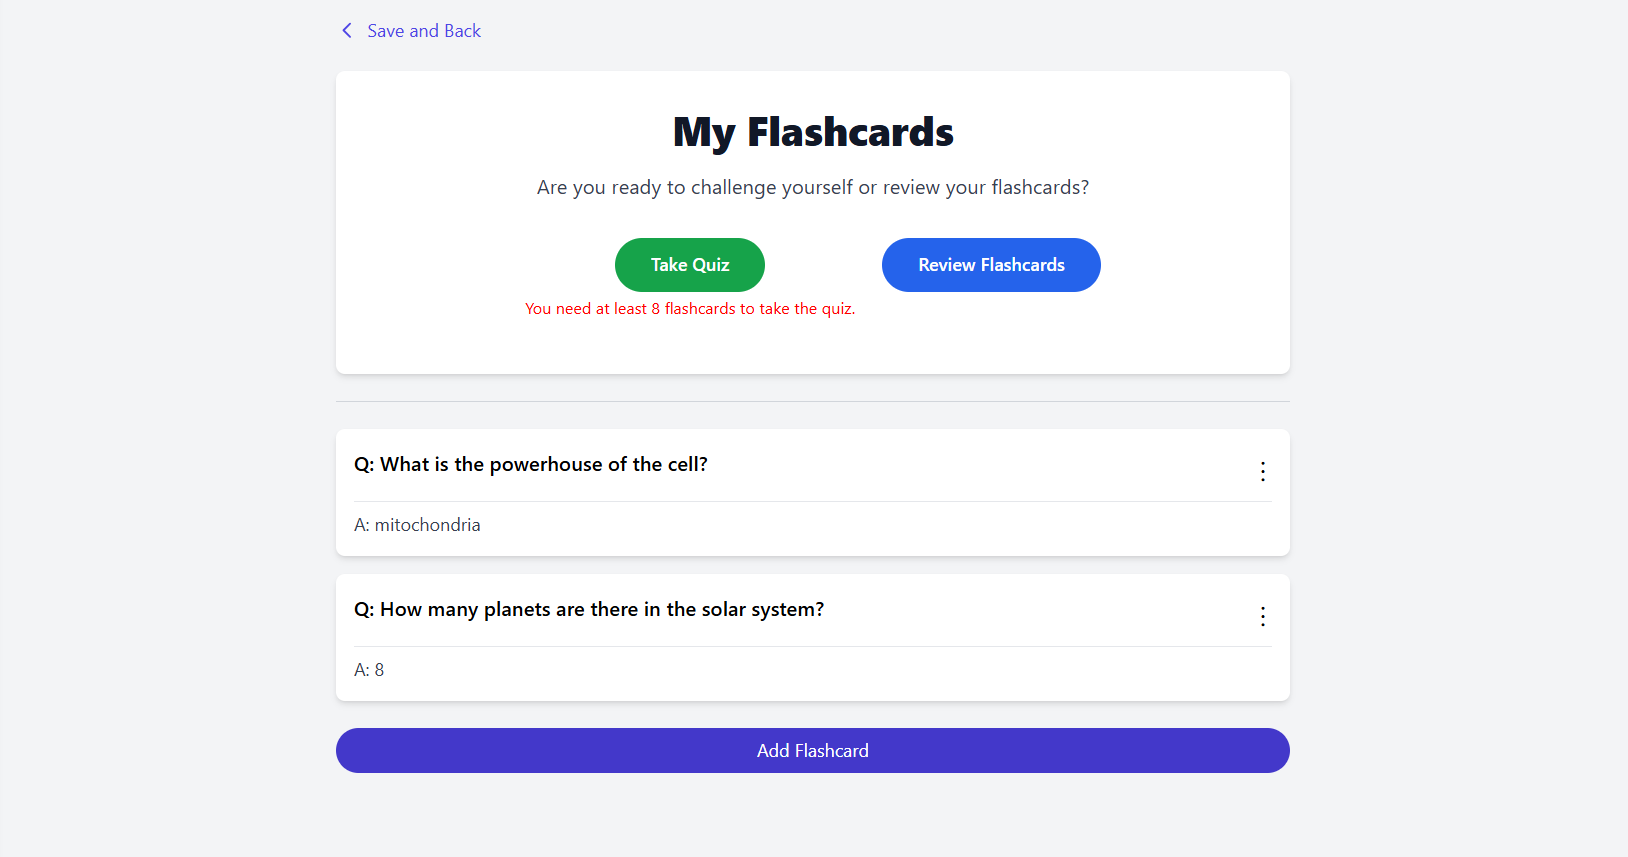 Save and Back
My Flashcards
Are you ready to challenge yourself or review your flashcards?
Take Quiz
Review Flashcards
You need at least 8 flashcards to take the quiz.
Q: What is the powerhouse of the cell?
A: mitochondria
Q: How many planets are there in the solar system?
A: 8
Add Flashcard